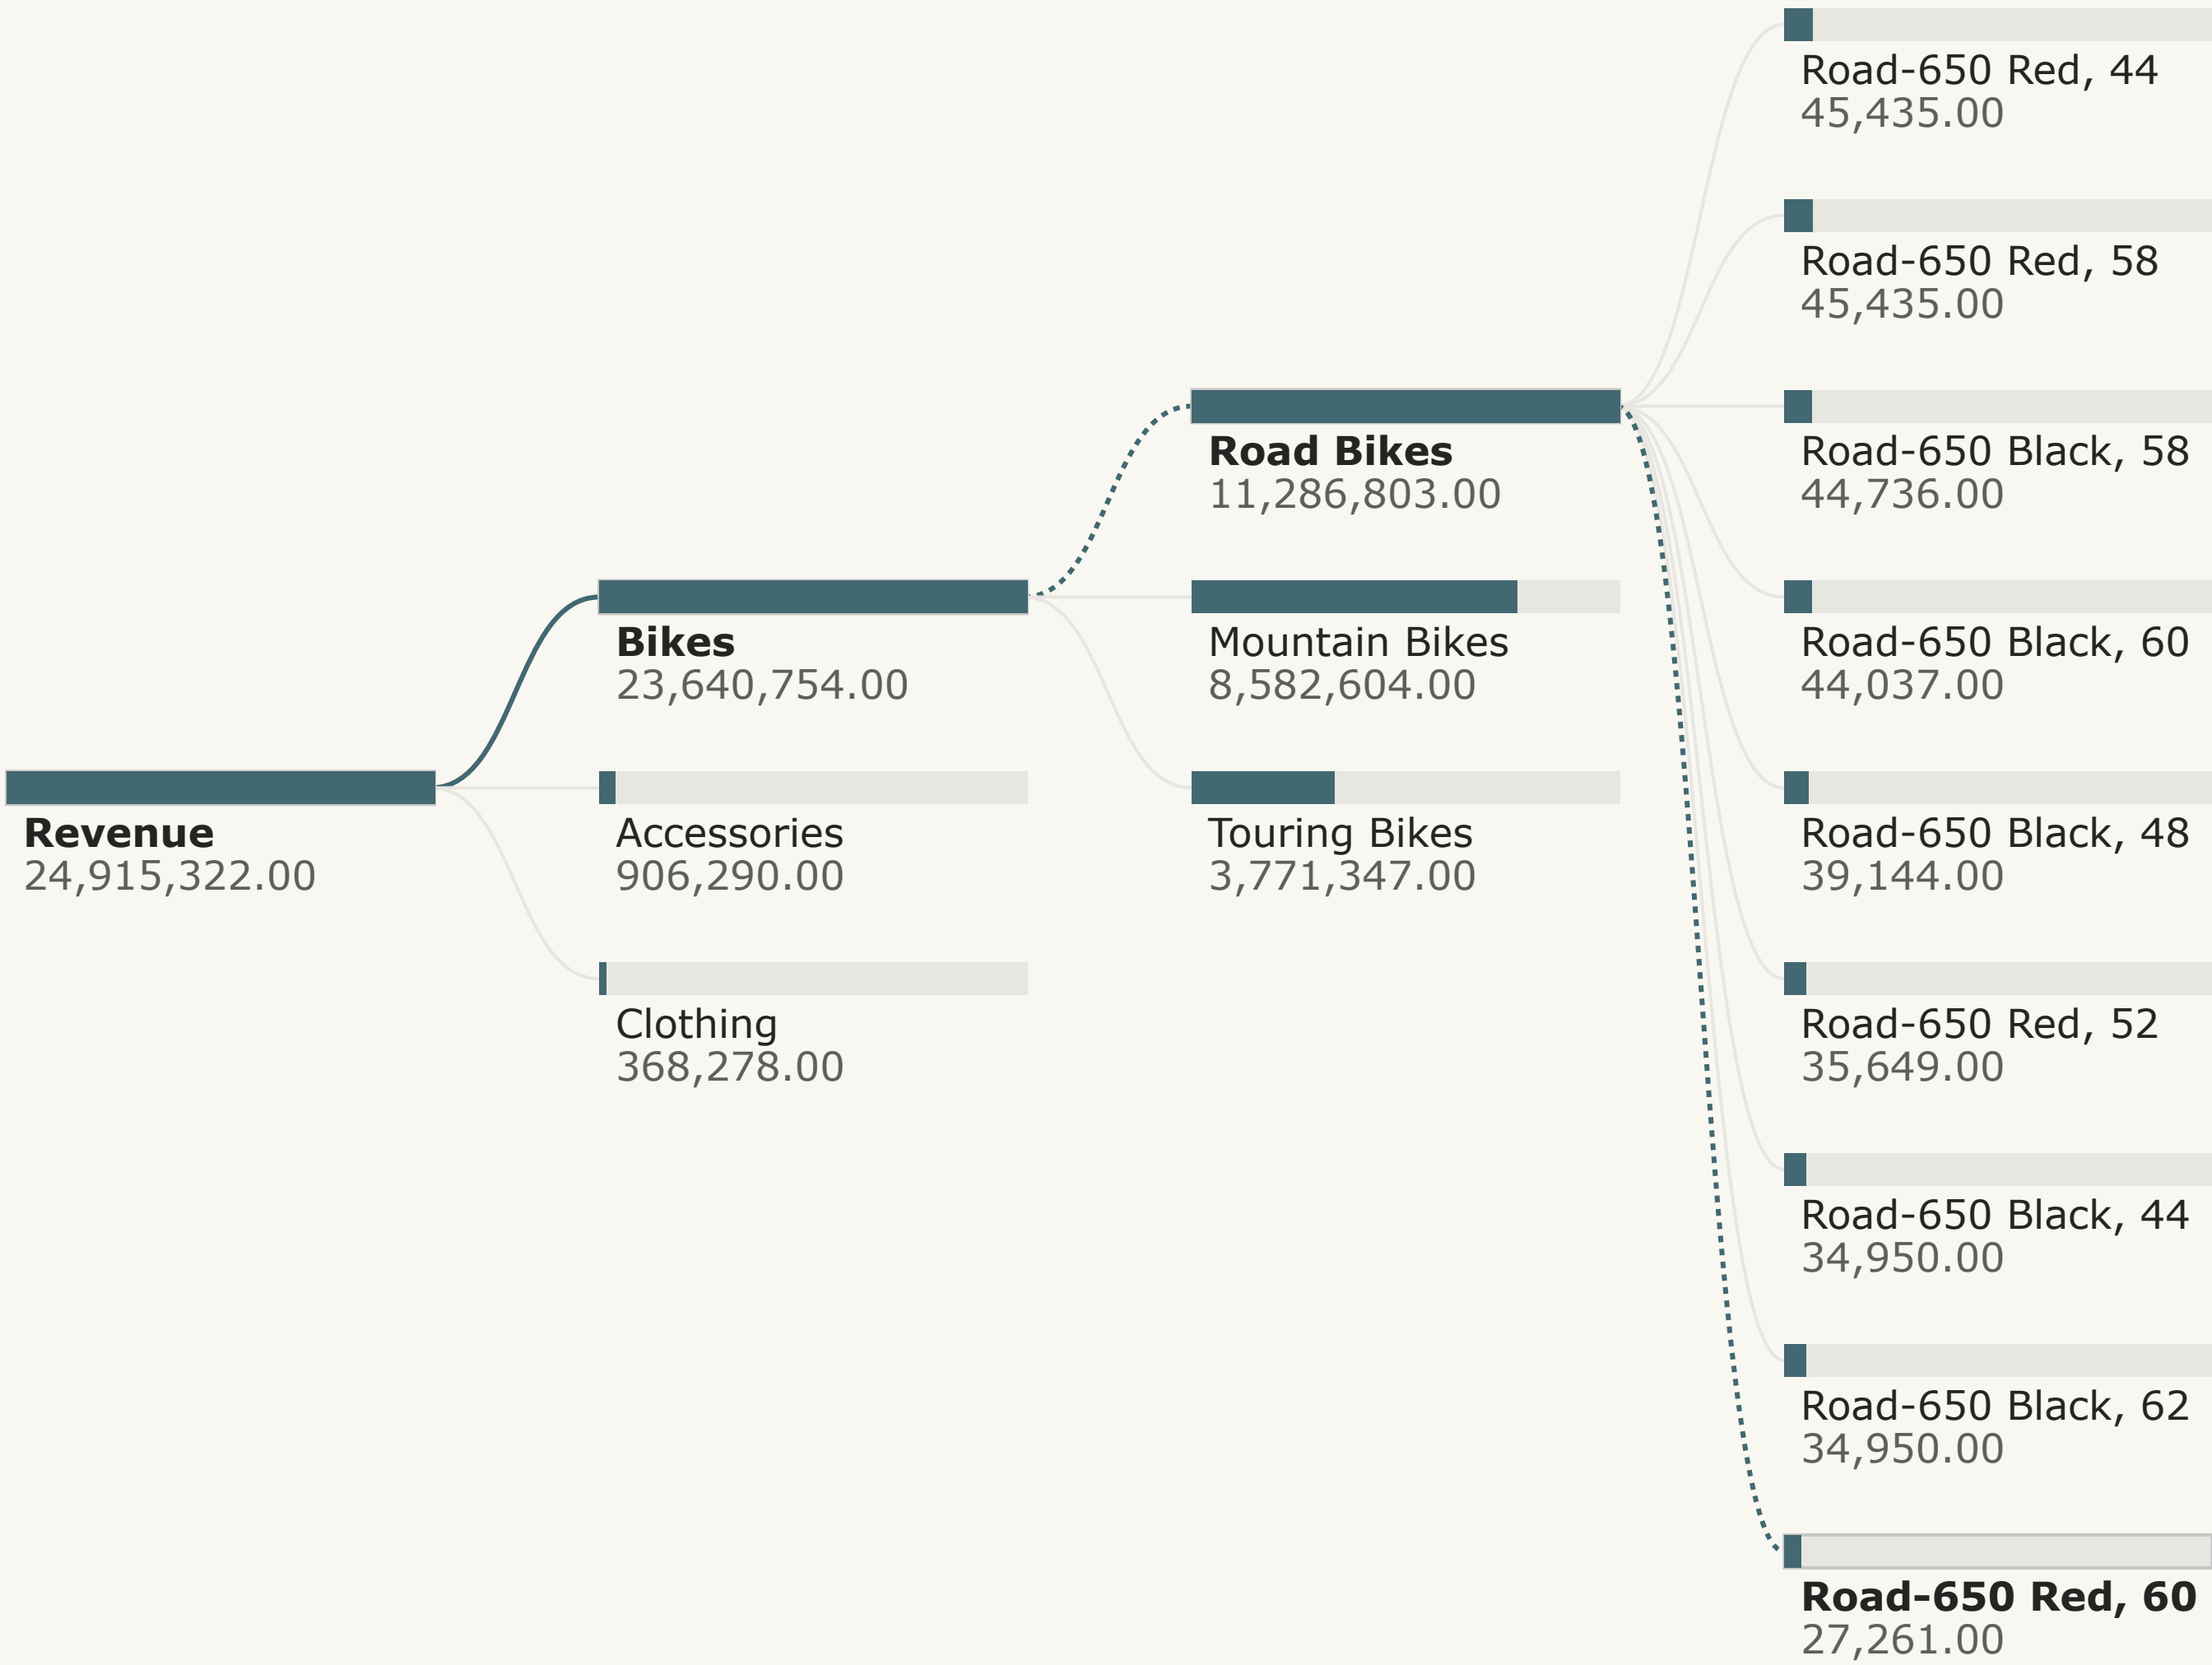 Revenue
24,915,322.00
Bikes
23,640,754.00
Accessories
906,290.00
Clothing
368,278.00
Road Bikes
11,286,803.00
Mountain Bikes
8,582,604.00
Touring Bikes
3,771,347.00
Road-650 Red, 44
45,435.00
Road-650 Red, 58
45,435.00
Road-650 Black, 58
44,736.00
Road-650 Black, 60
44,037.00
Road-650 Black, 48
39,144.00
Road-650 Red, 52
35,649.00
Road-650 Black, 44
34,950.00
Road-650 Black, 62
34,950.00
Road-650 Red, 60
27,261.00